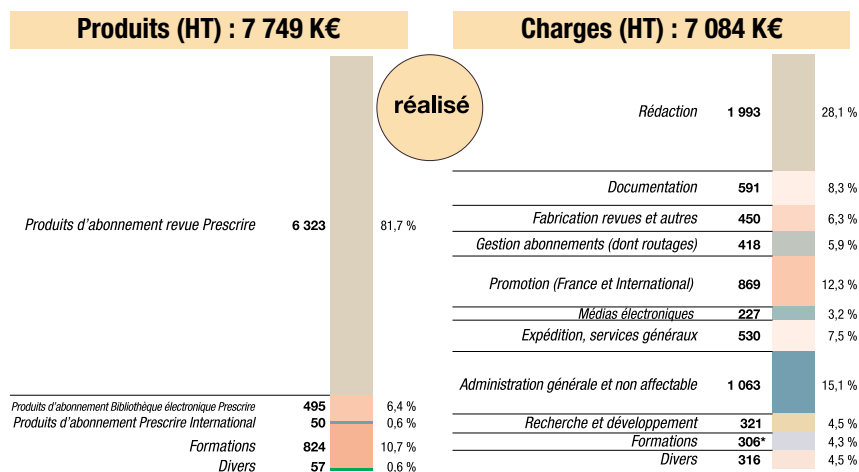 Produits (HT) : 7 749 K€
Charges (HT) : 7 084 K€
réalisé
Produits d'abonnement revue Prescrire 6 323 81,7 %
Produits d'abonnement Bibliothèque électronique Prescrire 495 6,4 %
Produits d'abonnement Prescrire International 50 0,6 %
Formations 824 10,7 %
Divers 57 0.6 %
Rédaction 1 993 28,1 %
Documentation 591 8,3 %
Fabrication revues et autres 450 6,3 %
Gestion abonnements (dont routages) 418 5,9 %
Promotion (France et International) 869 12,3 %
Médias électroniques 227 3,2 %
Expédition, services généraux 530 7,5 %
Administration générale et non affectable 1 063 15,1 %
Recherche et développement 321 4,5 %
Formations 306* 4,3 %
Divers 316 4,5 %